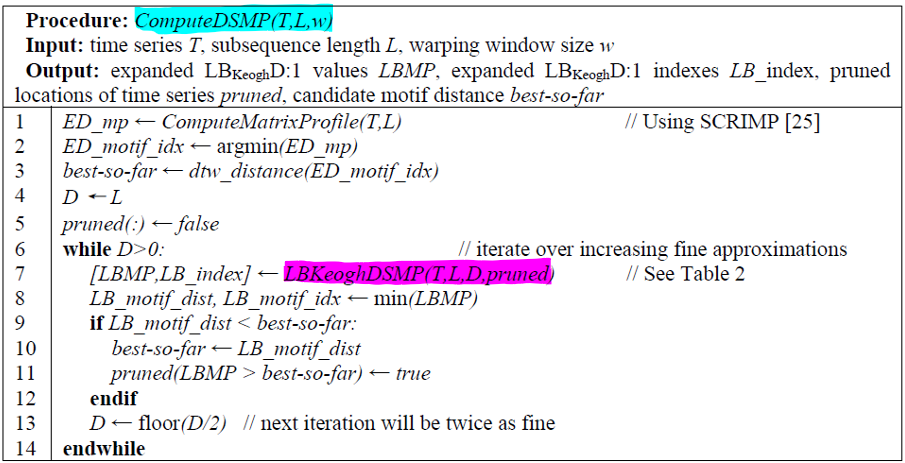 Procedure: ComputeDSMP(T,L,w)
Input: time series T, subsequence length L, warping window size w
Output: expanded LBKeoghD:1 values LBMP, expanded LBKeoghD:1 indexes LB_index, pruned
locations of time series pruned, candidate motif distance best-so-far
1 ED_mp ← ComputeMatrixProfile(T,L) // Using SCRIMP [25]
2 ED_motif_idx ← argmin(ED_mp)
3 best-so-far ← dtw_distance(ED_motif_idx)
4 D ← L
5 pruned(:) ← false
6 while D>0: // iterate over increasing fine approximations
7 [LBMP,LB_index] ← LBKeoghDSMP(T,L,D,pruned) // See Table 2
8 LB_motif_dist, LB_motif_idx ← min(LBMP)
9 if LB_motif_dist < best-so-far:
10 best-so-far ← LB_motif_dist
11 pruned(LBMP > best-so-far) ← true
12 endif
13 D ← floor(D/2) // next iteration will be twice as fine
14 endwhile